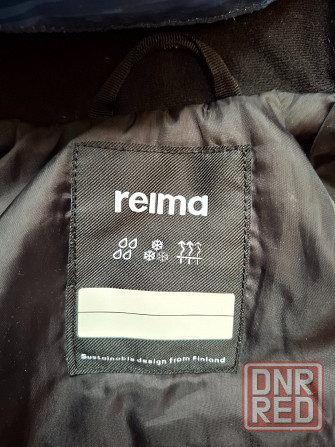 reima
Sustainable design from Finland
DNR
RED